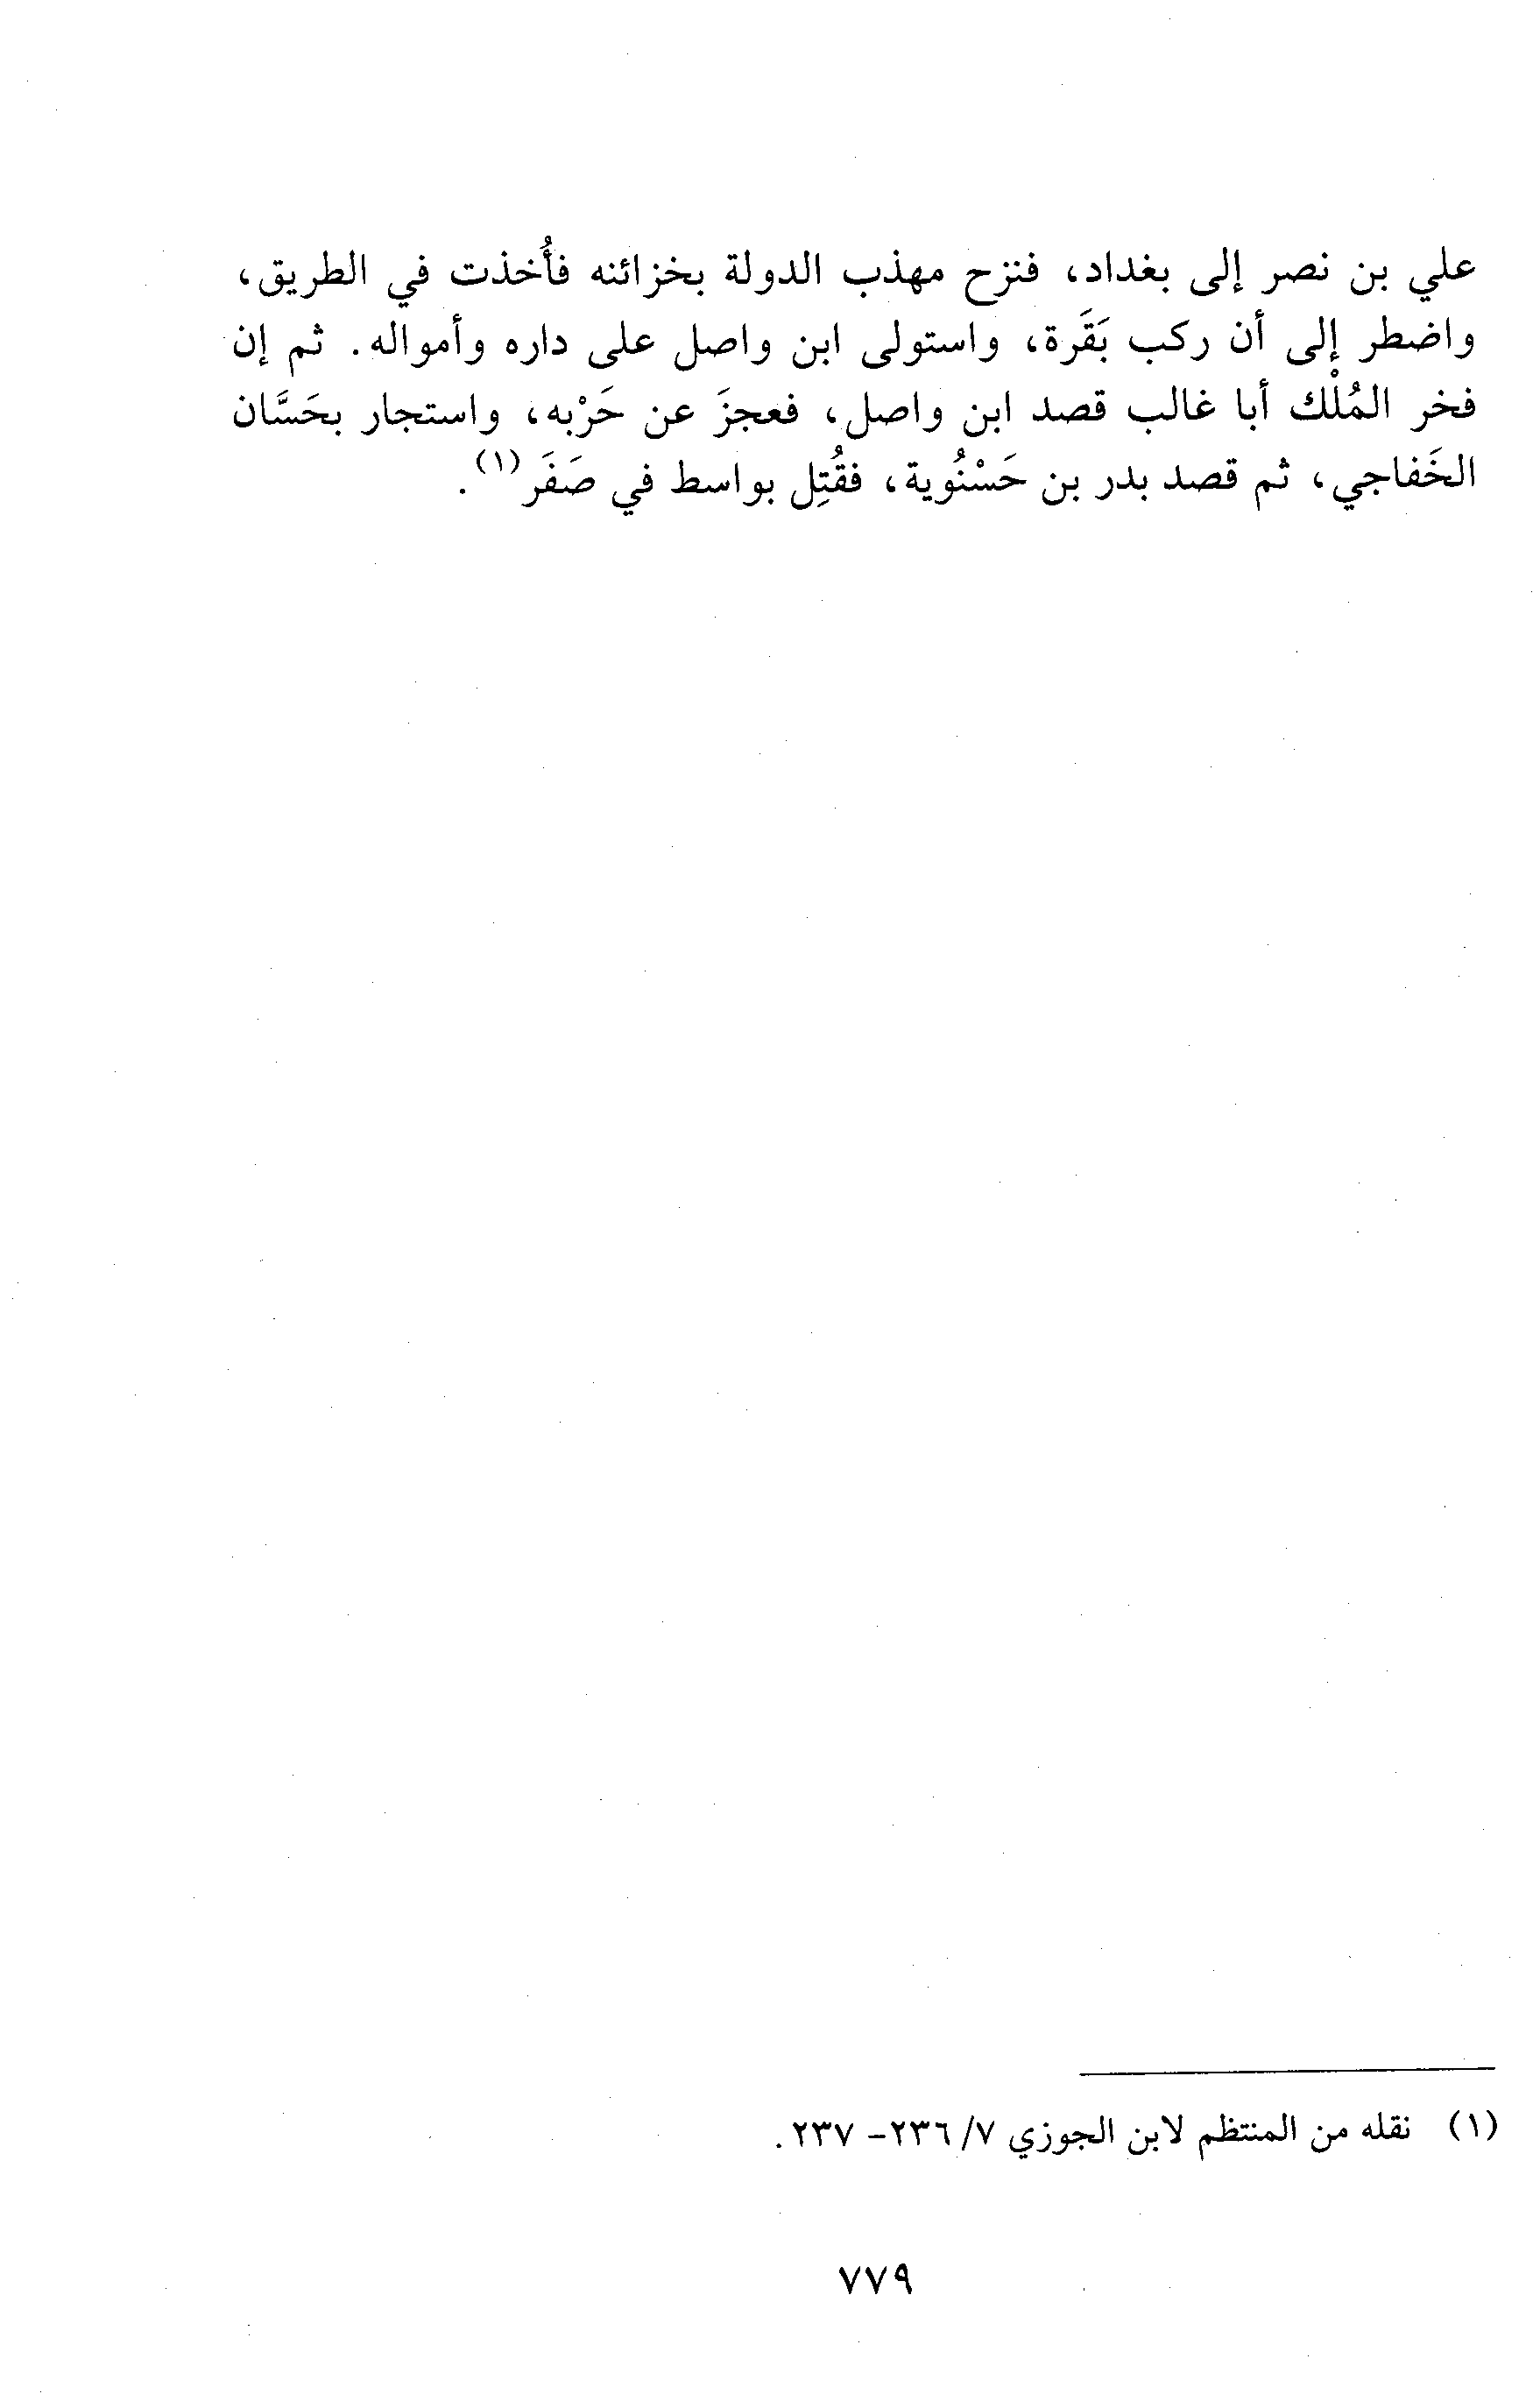 علي بن نصر إلى بغداد، فنزح مهذب الدولة بخزائنه فأُخذت في الطريق،
واضطر إلى أن ركب بَقَرة، واستولى ابن واصل على داره وأمواله. ثم إن
فخر المُلْك أبا غالب قصد ابن واصل، فعجزَ عن حَرْبه، واستجار بحَسَّان
الخَفاجي، ثم قصد بدر بن حَسْنُوية، فقُتِل بواسط في صَفَر(١).
(١) نقله من المنتظم لابن الجوزي ٧/ ٢٣٦- ٢٣٧.
٧٧٩